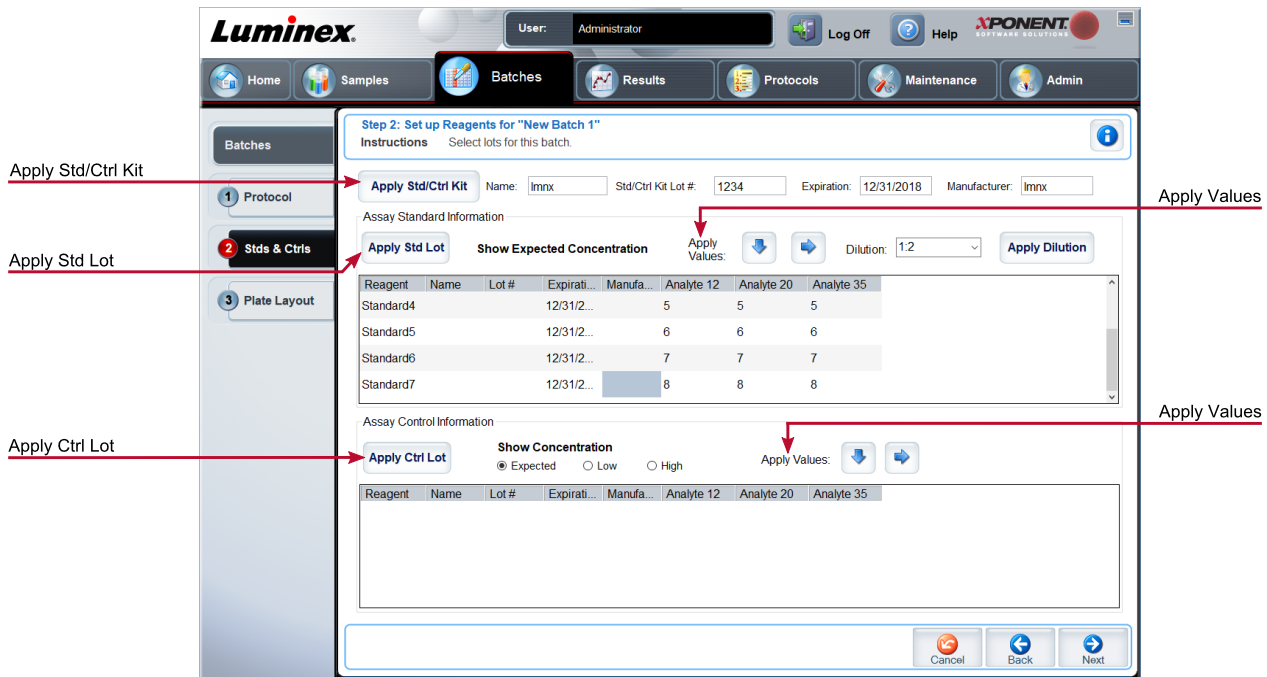 Luminex.
User: Administrator
Log Off
Help
XPONENT.
SOFTWARE SOLUTIONS
Home
Samples
Batches
Results
Protocols
Maintenance
Admin
Batches
1 Protocol
2 Stds & Ctrls
3 Plate Layout
Step 2: Set up Reagents for "New Batch 1"
Instructions Select lots for this batch.
Apply Std/Ctrl Kit
Apply Std/Ctrl Kit Name: lmnx Std/Ctrl Kit Lot #: 1234 Expiration: 12/31/2018 Manufacturer: lmnx
Apply Values
Assay Standard Information
Apply Std Lot
Apply Std Lot Show Expected Concentration Apply Values: Dilution: 1:2 Apply Dilution
Reagent Name Lot # Expirati... Manufa... Analyte 12 Analyte 20 Analyte 35
Standard4 12/31/2... 5 5 5
Standard5 12/31/2... 6 6 6
Standard6 12/31/2... 7 7 7
Standard7 12/31/2... 8 8 8
Apply Values
Assay Control Information
Apply Ctrl Lot
Apply Ctrl Lot Show Concentration
Expected Low High
Apply Values:
Reagent Name Lot # Expirati... Manufa... Analyte 12 Analyte 20 Analyte 35
Cancel
Back
Next